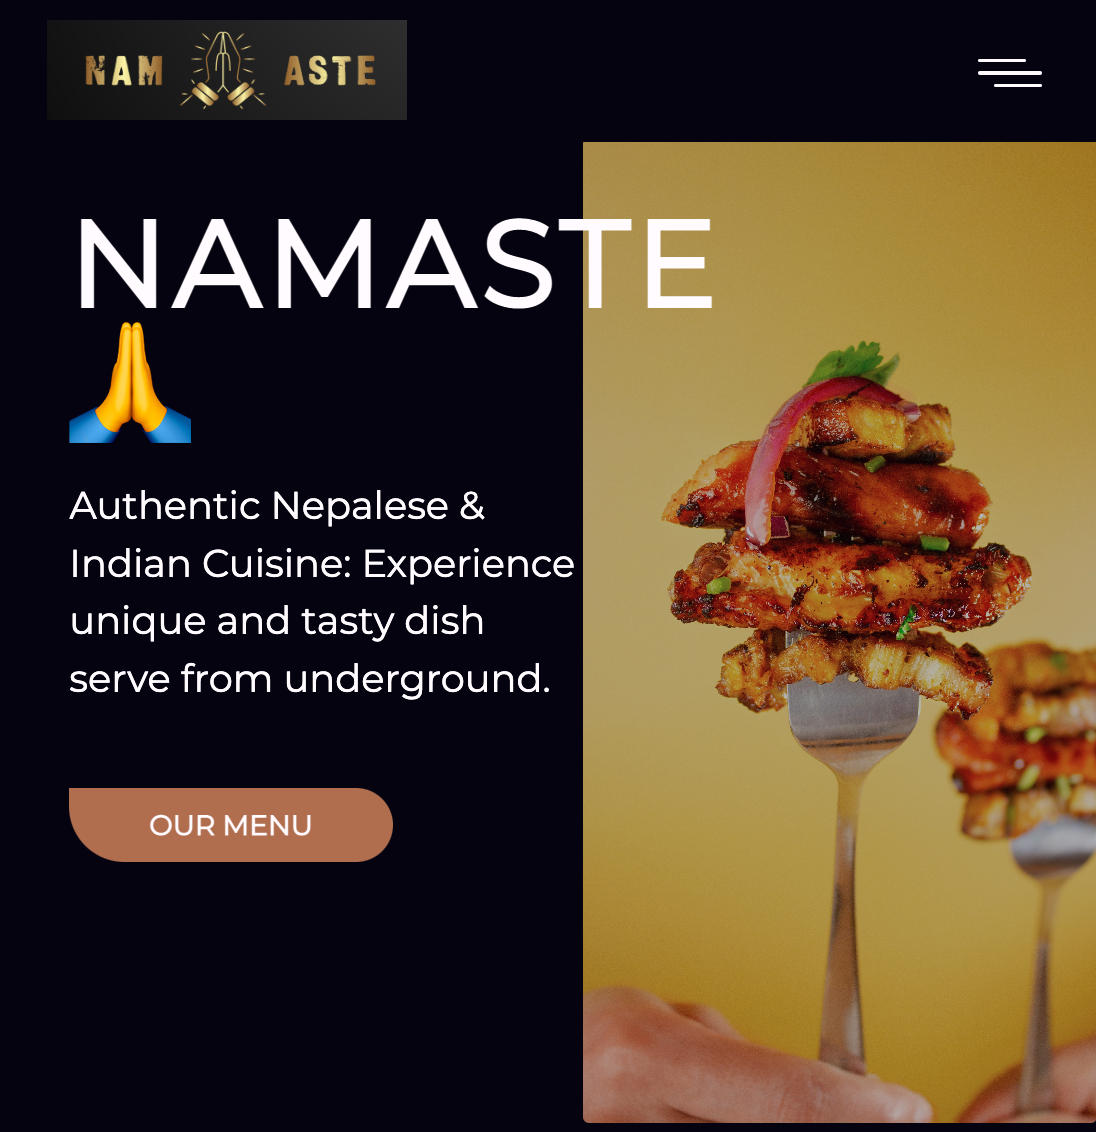 NAM ASTE
NAMASTE
🙏
Authentic Nepalese &
Indian Cuisine: Experience
unique and tasty dish
serve from underground.
OUR MENU